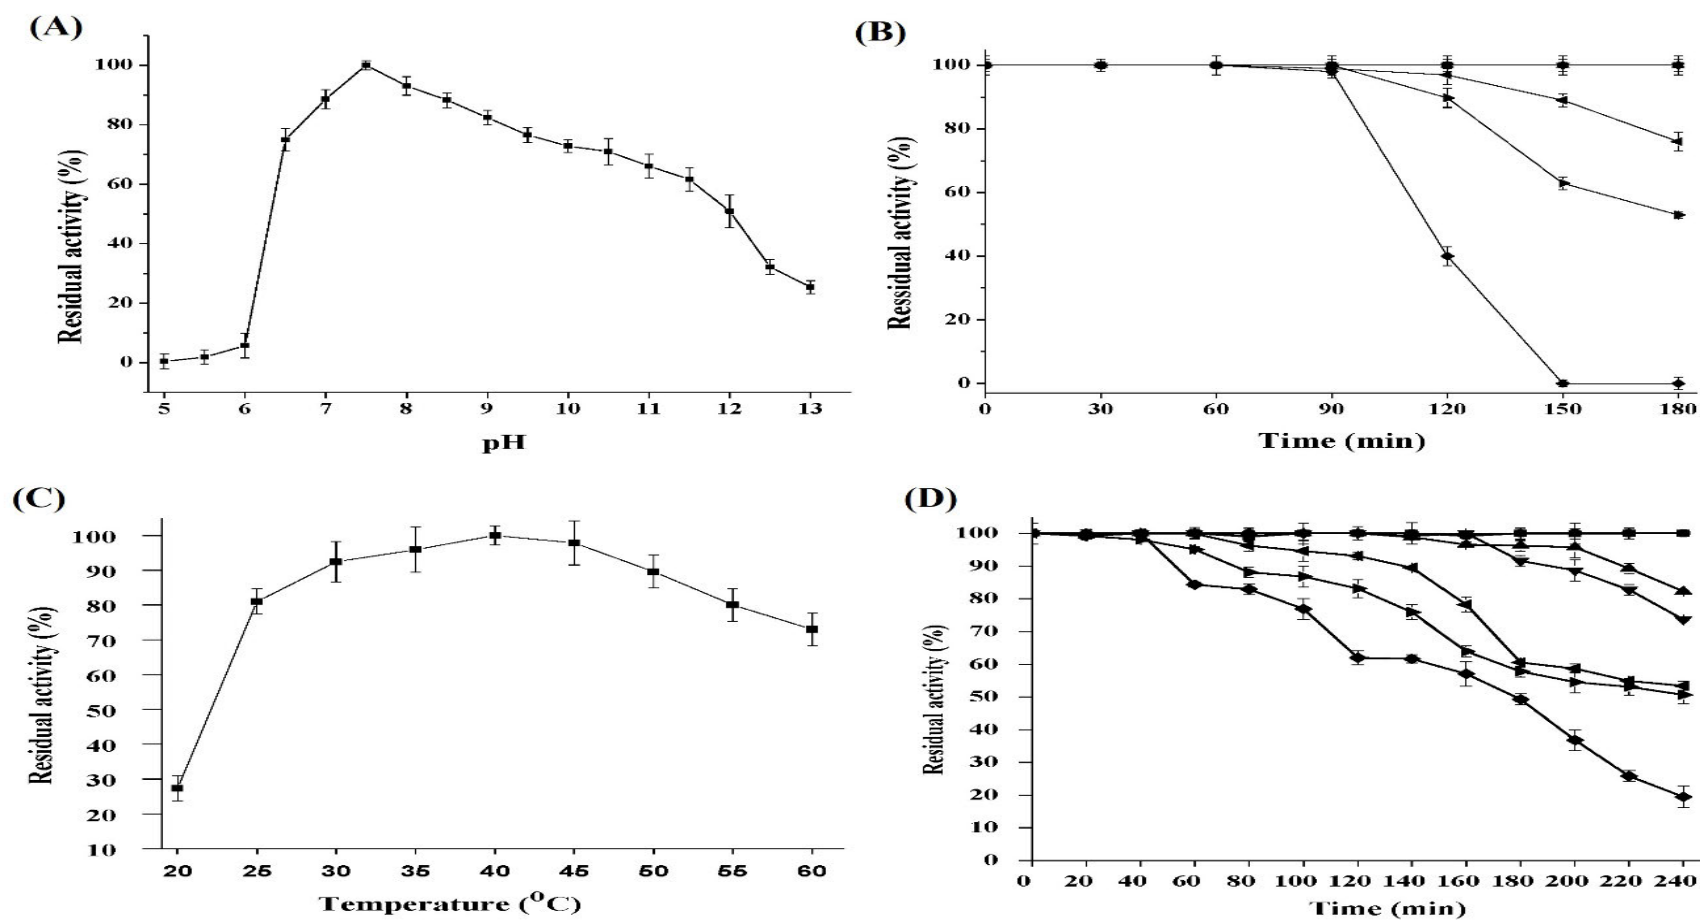 (A)
100
80
60
40
20
0
Residual activity (%)
5 6 7 8 9 10 11 12 13
pH
(B)
100
80
60
40
20
0
Ressidual activity (%)
0 30 60 90 120 150 180
Time (min)
(C)
100
90
80
70
60
50
40
30
20
10
Residual activity (%)
20 25 30 35 40 45 50 55 60
Temperature (°C)
(D)
100
90
80
70
60
50
40
30
20
10
0
Residual activity (%)
0 20 40 60 80 100 120 140 160 180 200 220 240
Time (min)